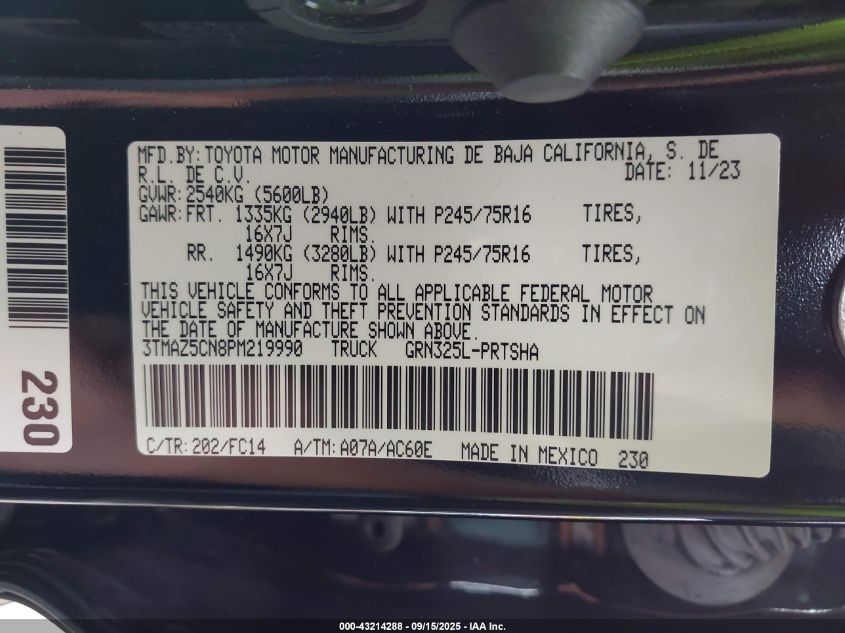 MFD.BY:TOYOTA MOTOR MANUFACTURING DE BAJA CALIFORNIA, S. DE
R.L. DE C.V. DATE: 11/23
GVWR:2540KG (5600LB)
GAWR:FRT. 1335KG (2940LB) WITH P245/75R16 TIRES,
16X7J RIMS.
RR. 1490KG (3280LB) WITH P245/75R16 TIRES,
16X7J RIMS.
THIS VEHICLE CONFORMS TO ALL APPLICABLE FEDERAL MOTOR
VEHICLE SAFETY AND THEFT PREVENTION STANDARDS IN EFFECT ON
THE DATE OF MANUFACTURE SHOWN ABOVE.
3TMAZ5CN8PM219990 TRUCK GRN325L-PRTSHA
C/TR:202/FC14 A/TM:A07A/AC60E MADE IN MEXICO 230
230
000-43214288 - 09/15/2025 - IAA Inc.